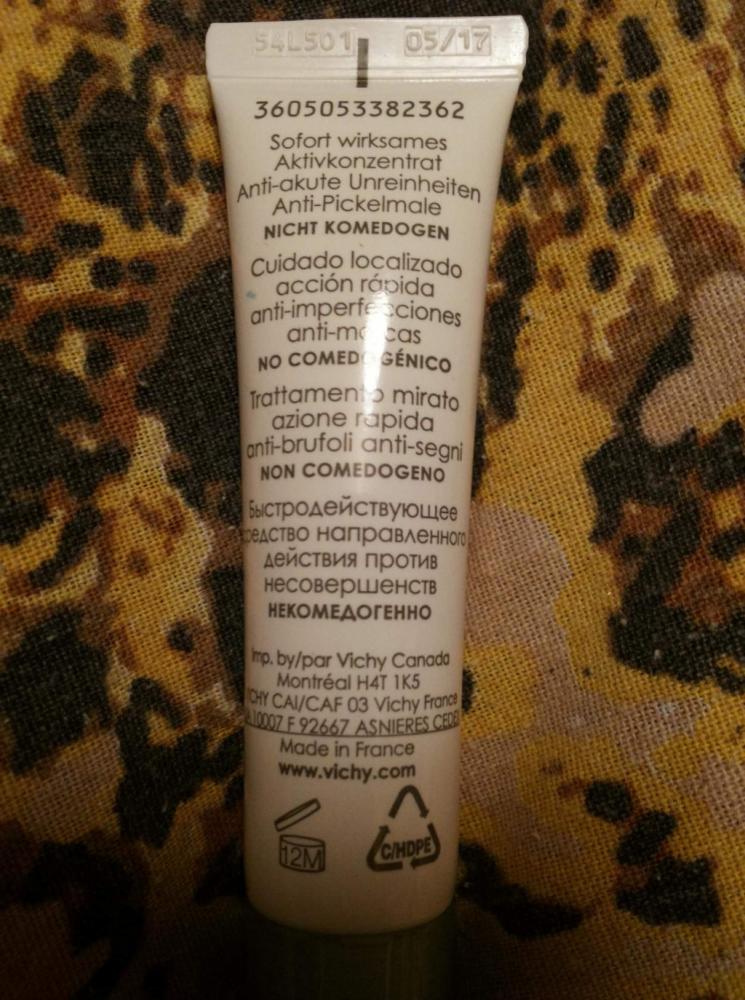 54L501 05/17
3605053382362
Sofort wirksames
Aktivkonzentrat
Anti-akute Unreinheiten
Anti-Pickelmale
NICHT KOMEDOGEN
Cuidado localizado
acción rápida
anti-imperfecciones
anti-marcas
NO COMEDOGÉNICO
Trattamento mirato
azione rapida
anti-brufoli anti-segni
NON COMEDOGENO
Быстродействующее
средство направленного
действия против
несовершенств
НЕКОМЕДОГЕННО
Imp. by/par Vichy Canada
Montréal H4T 1K5
VICHY CAI/CAF 03 Vichy France
10007 F 92667 ASNIERES CEDEX
Made in France
www.vichy.com
12M
C/HDPE